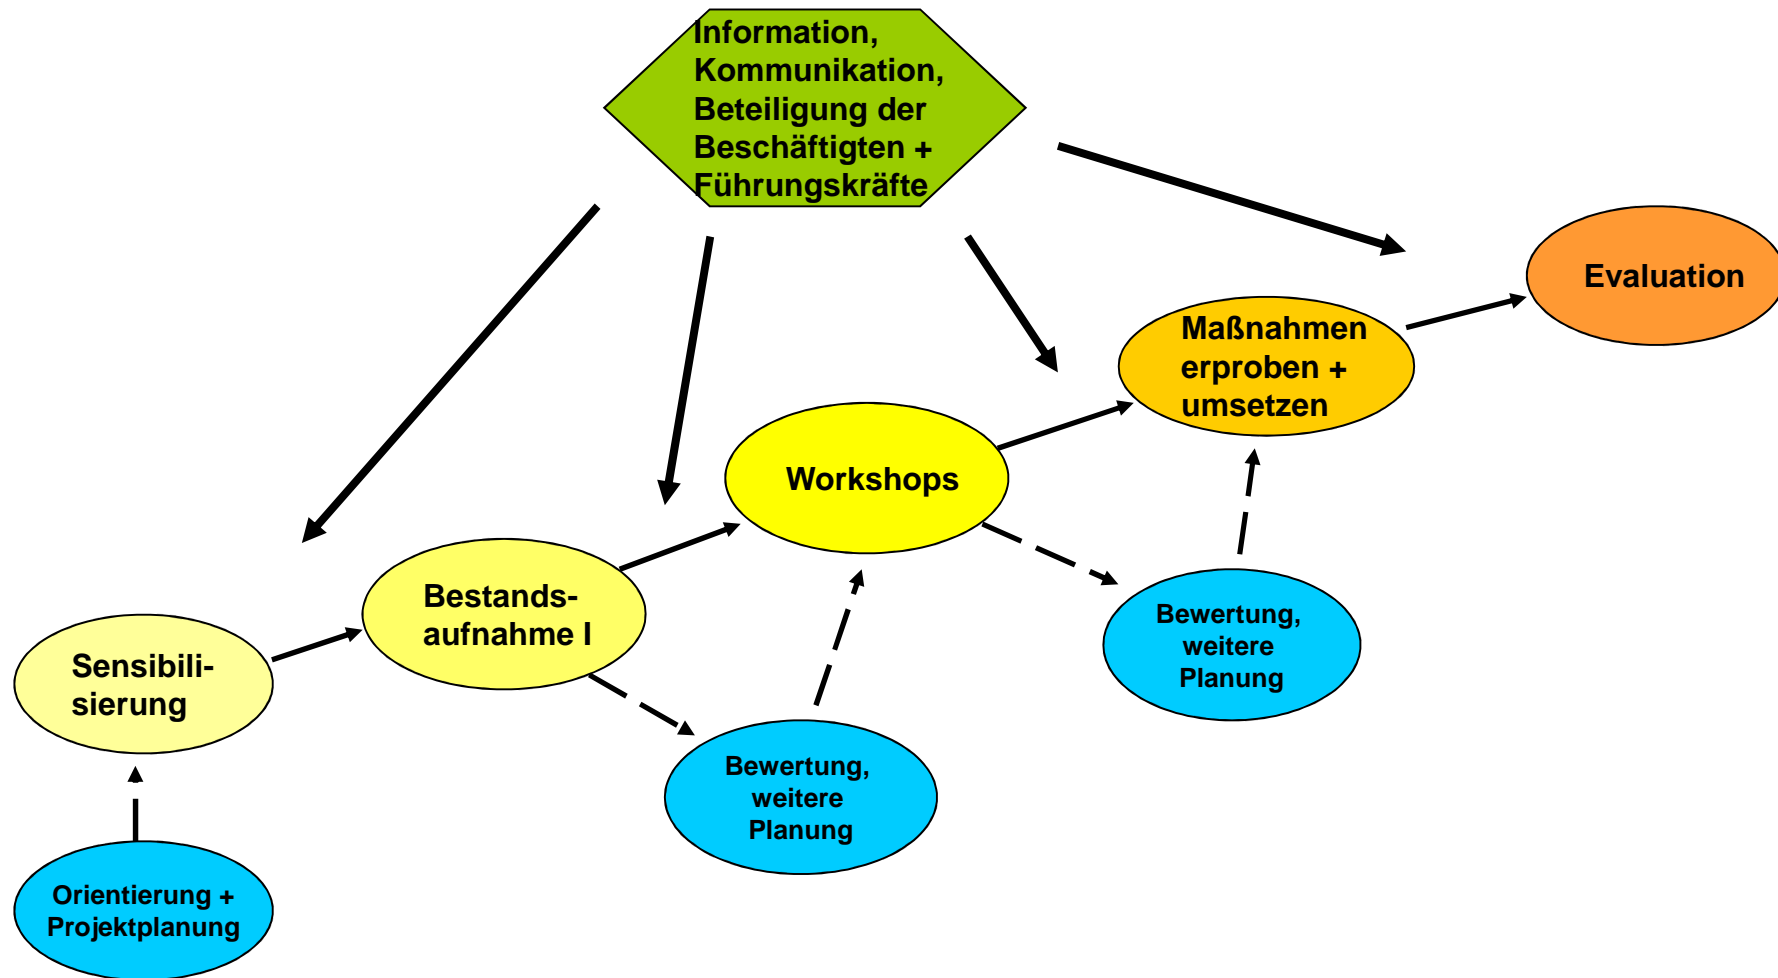 Information,
Kommunikation,
Beteiligung der
Beschäftigten +
Führungskräfte
Evaluation
Maßnahmen
erproben +
umsetzen
Workshops
Bestands-
aufnahme I
Sensibili-
sierung
Bewertung,
weitere
Planung
Bewertung,
weitere
Planung
Orientierung +
Projektplanung